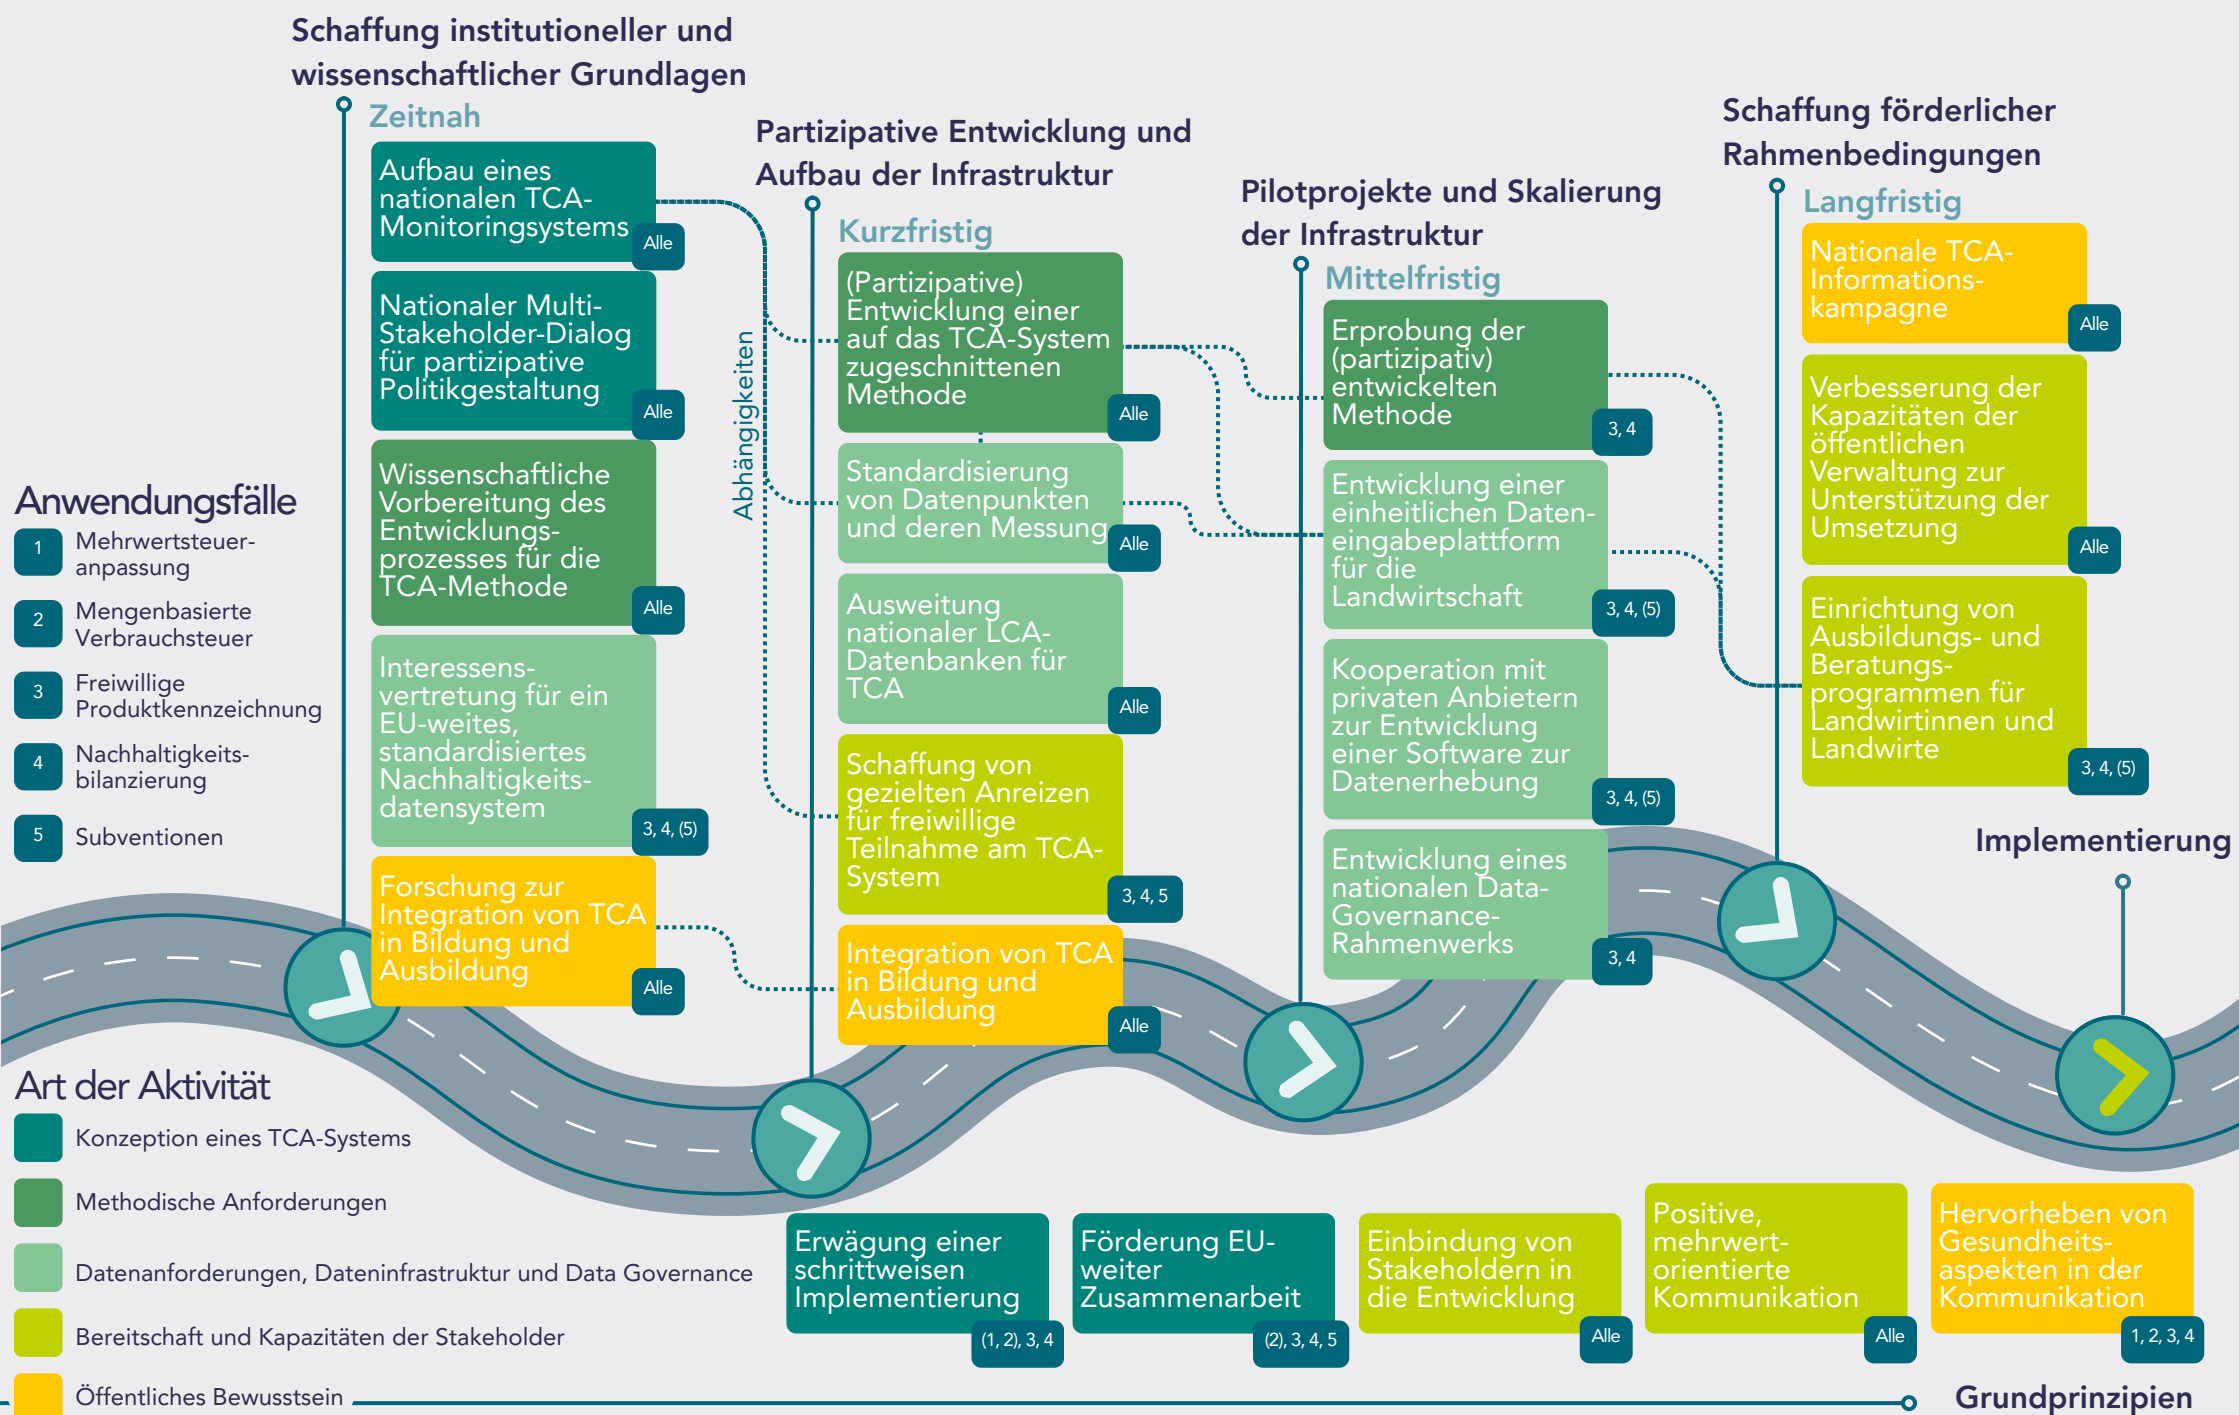 Schaffung institutioneller und
wissenschaftlicher Grundlagen
Zeitnah
Aufbau eines
nationalen TCA-
Monitoringsystems
Alle
Nationaler Multi-
Stakeholder-Dialog
für partizipative
Politikgestaltung
Alle
Wissenschaftliche
Vorbereitung des
Entwicklungs-
prozesses für die
TCA-Methode
Alle
Interessens-
vertretung für ein
EU-weites,
standardisiertes
Nachhaltigkeits-
datensystem
3, 4, (5)
Forschung zur
Integration von TCA
in Bildung und
Ausbildung
Alle
Abhängigkeiten
Partizipative Entwicklung und
Aufbau der Infrastruktur
Kurzfristig
(Partizipative)
Entwicklung einer
auf das TCA-System
zugeschnittenen
Methode
Alle
Standardisierung
von Datenpunkten
und deren Messung
Alle
Ausweitung
nationaler LCA-
Datenbanken für
TCA
Alle
Schaffung von
gezielten Anreizen
für freiwillige
Teilnahme am TCA-
System
3, 4, 5
Integration von TCA
in Bildung und
Ausbildung
Alle
Pilotprojekte und Skalierung
der Infrastruktur
Mittelfristig
Erprobung der
(partizipativ)
entwickelten
Methode
3, 4
Entwicklung einer
einheitlichen Daten-
eingabeplattform
für die
Landwirtschaft
3, 4, (5)
Kooperation mit
privaten Anbietern
zur Entwicklung
einer Software zur
Datenerhebung
3, 4, (5)
Entwicklung eines
nationalen Data-
Governance-
Rahmenwerks
3, 4
Schaffung förderlicher
Rahmenbedingungen
Langfristig
Nationale TCA-
Informations-
kampagne
Alle
Verbesserung der
Kapazitäten der
öffentlichen
Verwaltung zur
Unterstützung der
Umsetzung
Alle
Einrichtung von
Ausbildungs- und
Beratungs-
programmen für
Landwirtinnen und
Landwirte
3, 4, (5)
Implementierung
Anwendungsfälle
1 Mehrwertsteuer-
anpassung
2 Mengenbasierte
Verbrauchsteuer
3 Freiwillige
Produktkennzeichnung
4 Nachhaltigkeits-
bilanzierung
5 Subventionen
Art der Aktivität
Konzeption eines TCA-Systems
Methodische Anforderungen
Datenanforderungen, Dateninfrastruktur und Data Governance
Bereitschaft und Kapazitäten der Stakeholder
Öffentliches Bewusstsein
Erwägung einer
schrittweisen
Implementierung
(1, 2), 3, 4
Förderung EU-
weiter
Zusammenarbeit
(2), 3, 4, 5
Einbindung von
Stakeholdern in
die Entwicklung
Alle
Positive,
mehrwert-
orientierte
Kommunikation
Alle
Hervorheben von
Gesundheits-
aspekten in der
Kommunikation
1, 2, 3, 4
Grundprinzipien